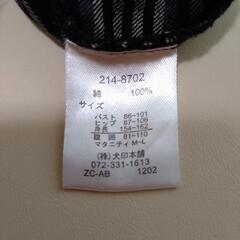 214-8702
綿 100%
サイズ
バスト 86-101
ヒップ 87-106
身長 154-162
腹囲 81-110
マタニティ M-L
(株)犬印本舗
072-331-1613
ZC-AB 1202